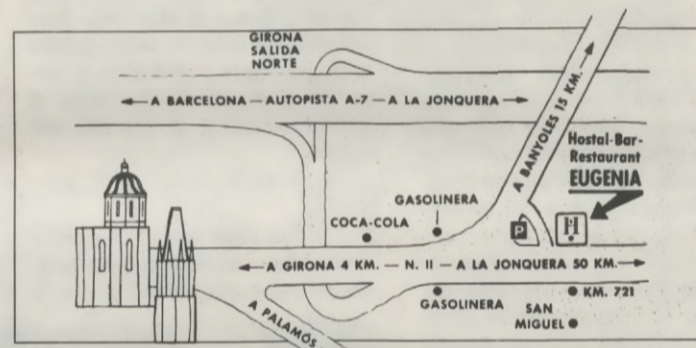 GIRONA
SALIDA
NORTE
A BARCELONA — AUTOPISTA A-7 — A LA JONQUERA
A BANYOLES 15 KM.
Hostal-Bar-
Restaurant
EUGENIA
GASOLINERA
COCA-COLA
P
H
A GIRONA 4 KM. — N. II — A LA JONQUERA 50 KM.
GASOLINERA
KM. 721
SAN
MIGUEL
A PALAMÓS